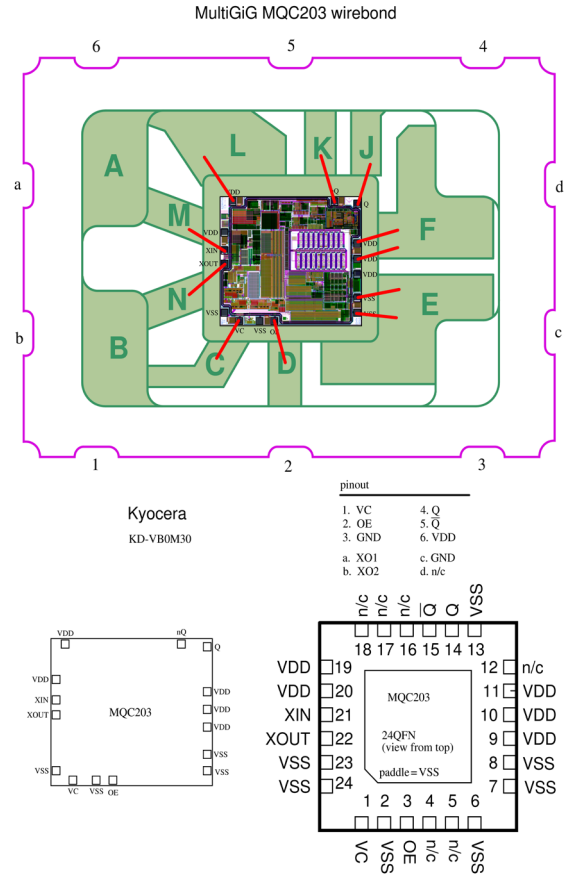 MultiGiG MQC203 wirebond
6 5 4
L K J
A
VDD Q Q
a d
M F
VDD VDD
XIN VDD
XOUT VDD
N E
VSS VSS
VSS
VC VSS OE
b c
B
C D
1 2 3
pinout
Kyocera
KD-VB0M30
1. VC 4. Q
2. OE 5. Q̅
3. GND 6. VDD
a. XO1 c. GND
b. XO2 d. n/c
VDD nQ
Q
VDD VDD
XIN VDD
XOUT MQC203 VDD
VSS
VSS VSS
VC VSS OE
n/c n/c n/c Q̅ Q VSS
18 17 16 15 14 13
VDD 19 12 n/c
VDD 20 MQC203 11 VDD
XIN 21 10 VDD
XOUT 22 24QFN 9 VDD
(view from top)
VSS 23 8 VSS
VSS 24 paddle=VSS 7 VSS
1 2 3 4 5 6
VC VSS OE n/c n/c VSS